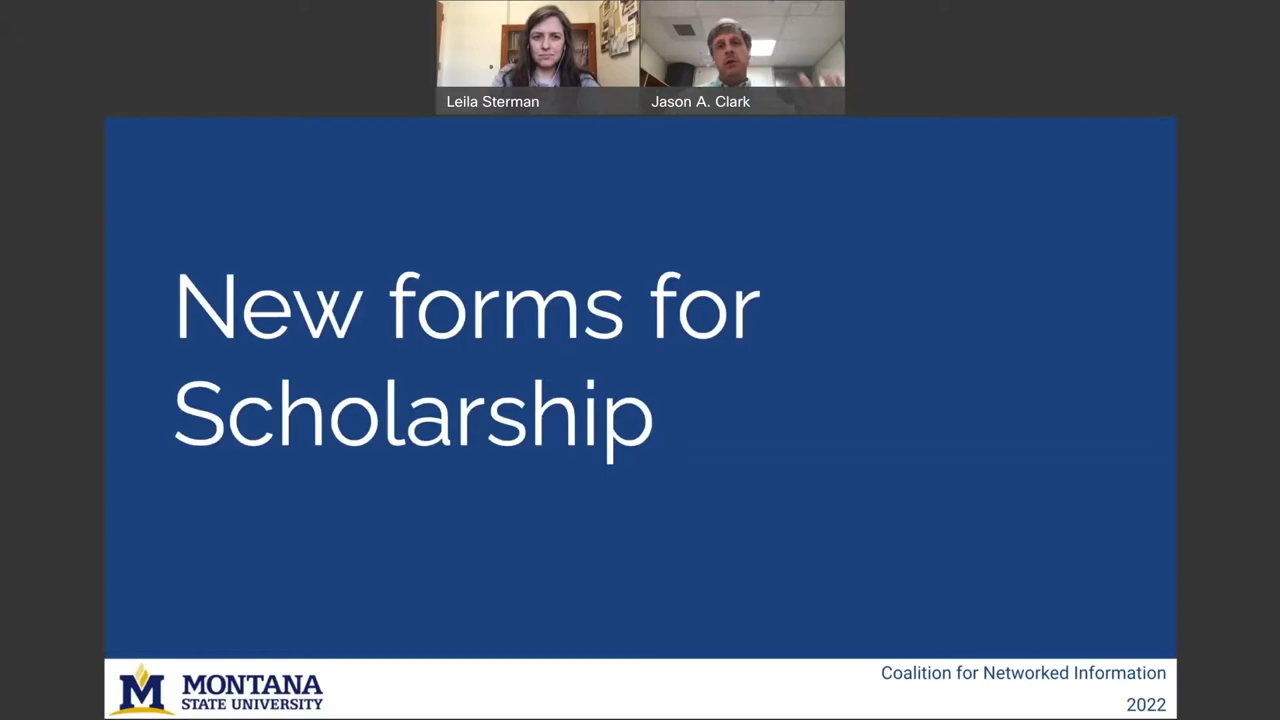 Leila Sterman
Jason A. Clark
New forms for
Scholarship
M MONTANA
STATE UNIVERSITY
Coalition for Networked Information
2022